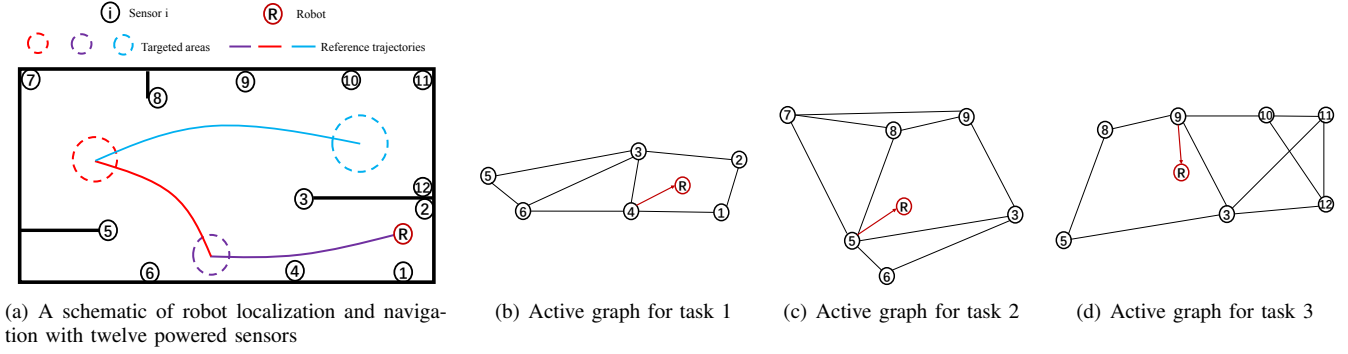 i Sensor i R Robot
Targeted areas Reference trajectories
7 8 9 10 11
12
3 2
5 R
6 4 1
(a) A schematic of robot localization and naviga-
tion with twelve powered sensors
3 2
5 R
6 4 1
(b) Active graph for task 1
7 8 9
R 3
5
6
(c) Active graph for task 2
9 10 11
8
R
3 12
5
(d) Active graph for task 3